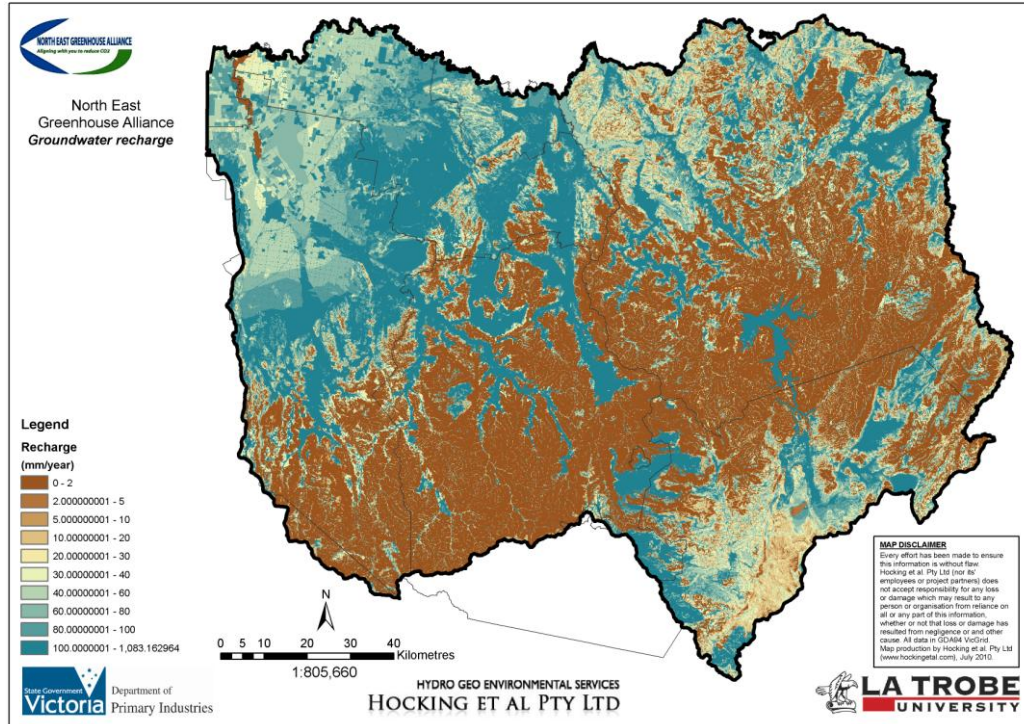 NORTH EAST GREENHOUSE ALLIANCE
Aligning with you to reduce CO2
North East
Greenhouse Alliance
Groundwater recharge
Legend
Recharge
(mm/year)
0 - 2
2.000000001 - 5
5.000000001 - 10
10.00000001 - 20
20.00000001 - 30
30.00000001 - 40
40.00000001 - 60
60.00000001 - 80
80.00000001 - 100
100.0000001 - 1,083.162964
N
0 5 10 20 30 40
Kilometres
1:805,660
MAP DISCLAIMER
Every effort has been made to ensure
this information is without flaw.
Hocking et al. Pty Ltd (nor its'
employees or project partners) does
not accept responsibility for any loss
or damage which may result to any
person or organisation from reliance on
all or any part of this information,
whether or not that loss or damage has
resulted from negligence or and other
cause. All data in GDA94 VicGrid.
Map production by Hocking et al. Pty Ltd
(www.hockingetal.com), July 2010.
State Government
Victoria
Department of
Primary Industries
HYDRO GEO ENVIRONMENTAL SERVICES
HOCKING ET AL PTY LTD
LA TROBE
UNIVERSITY